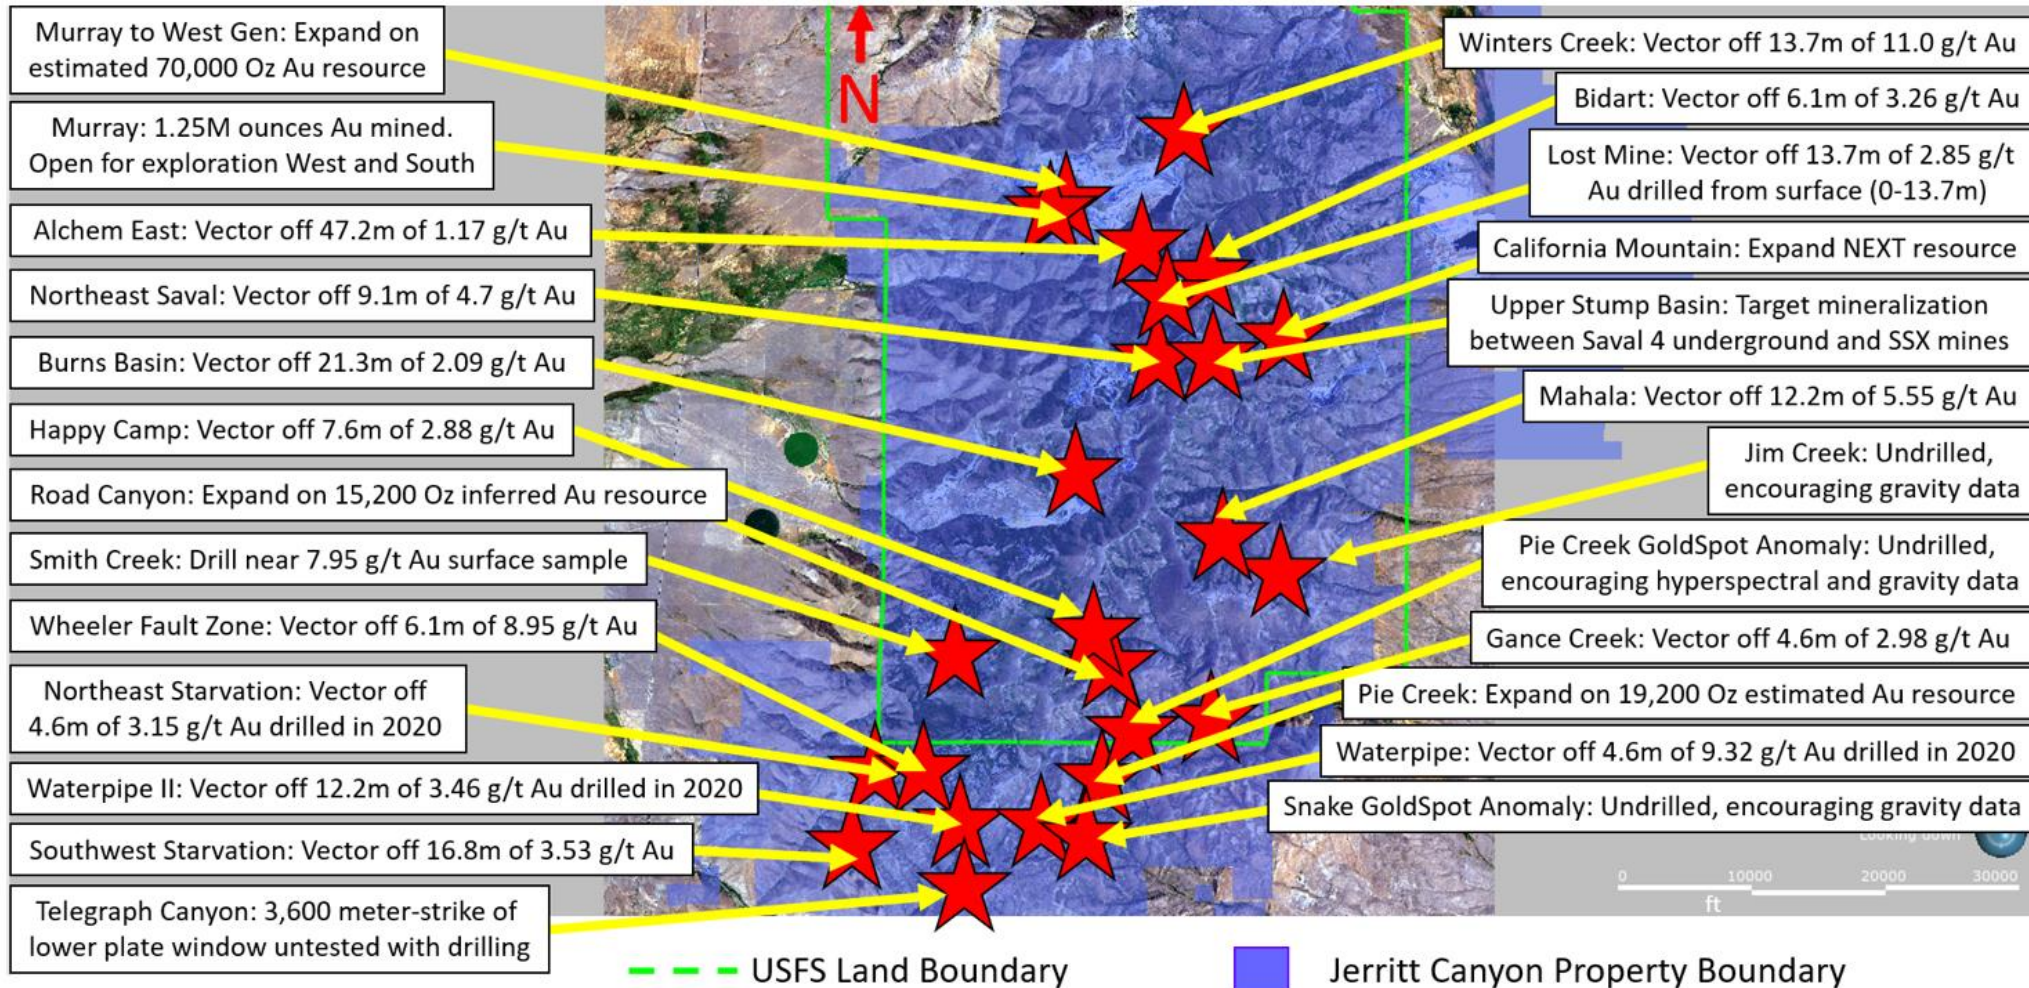 Murray to West Gen: Expand on
estimated 70,000 Oz Au resource
Murray: 1.25M ounces Au mined.
Open for exploration West and South
Alchem East: Vector off 47.2m of 1.17 g/t Au
Northeast Saval: Vector off 9.1m of 4.7 g/t Au
Burns Basin: Vector off 21.3m of 2.09 g/t Au
Happy Camp: Vector off 7.6m of 2.88 g/t Au
Road Canyon: Expand on 15,200 Oz inferred Au resource
Smith Creek: Drill near 7.95 g/t Au surface sample
Wheeler Fault Zone: Vector off 6.1m of 8.95 g/t Au
Northeast Starvation: Vector off
4.6m of 3.15 g/t Au drilled in 2020
Waterpipe II: Vector off 12.2m of 3.46 g/t Au drilled in 2020
Southwest Starvation: Vector off 16.8m of 3.53 g/t Au
Telegraph Canyon: 3,600 meter-strike of
lower plate window untested with drilling
N
Winters Creek: Vector off 13.7m of 11.0 g/t Au
Bidart: Vector off 6.1m of 3.26 g/t Au
Lost Mine: Vector off 13.7m of 2.85 g/t
Au drilled from surface (0-13.7m)
California Mountain: Expand NEXT resource
Upper Stump Basin: Target mineralization
between Saval 4 underground and SSX mines
Mahala: Vector off 12.2m of 5.55 g/t Au
Jim Creek: Undrilled,
encouraging gravity data
Pie Creek GoldSpot Anomaly: Undrilled,
encouraging hyperspectral and gravity data
Gance Creek: Vector off 4.6m of 2.98 g/t Au
Pie Creek: Expand on 19,200 Oz estimated Au resource
Waterpipe: Vector off 4.6m of 9.32 g/t Au drilled in 2020
Snake GoldSpot Anomaly: Undrilled, encouraging gravity data
Looking down
0 10000 20000 30000
ft
USFS Land Boundary
Jerritt Canyon Property Boundary